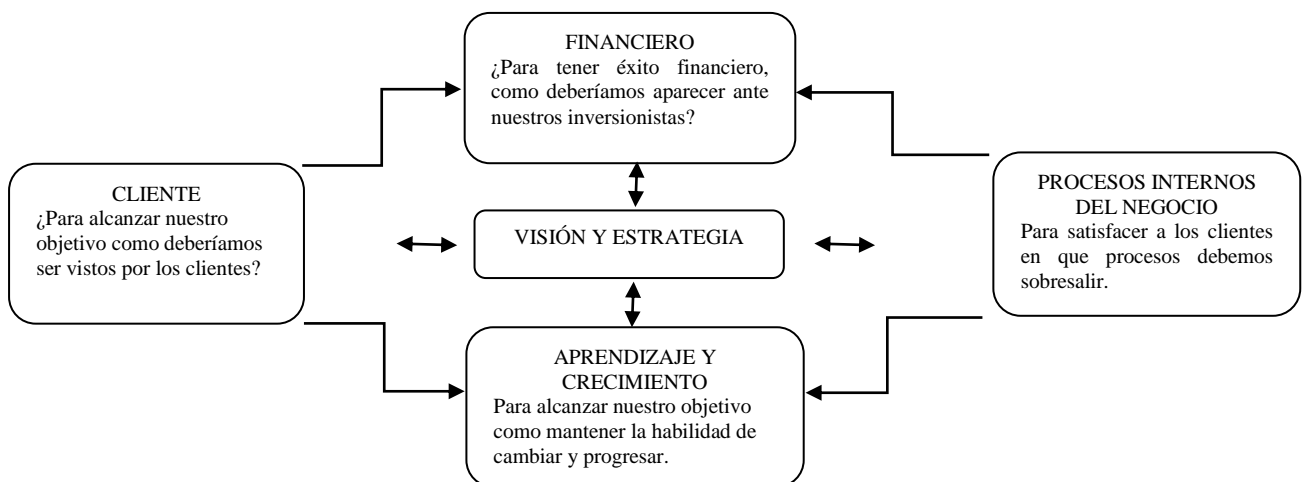 FINANCIERO
¿Para tener éxito financiero,
como deberíamos aparecer ante
nuestros inversionistas?
CLIENTE
¿Para alcanzar nuestro
objetivo como deberíamos
ser vistos por los clientes?
VISIÓN Y ESTRATEGIA
PROCESOS INTERNOS
DEL NEGOCIO
Para satisfacer a los clientes
en que procesos debemos
sobresalir.
APRENDIZAJE Y
CRECIMIENTO
Para alcanzar nuestro objetivo
como mantener la habilidad de
cambiar y progresar.